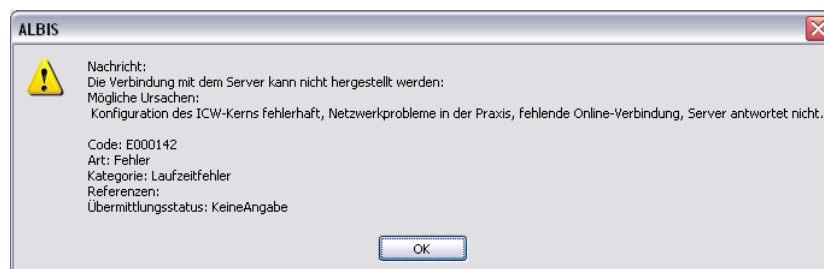 ALBIS
Nachricht:
Die Verbindung mit dem Server kann nicht hergestellt werden:
Mögliche Ursachen:
Konfiguration des ICW-Kerns fehlerhaft, Netzwerkprobleme in der Praxis, fehlende Online-Verbindung, Server antwortet nicht.
Code: E000142
Art: Fehler
Kategorie: Laufzeitfehler
Referenzen:
Übermittlungsstatus: KeineAngabe
OK